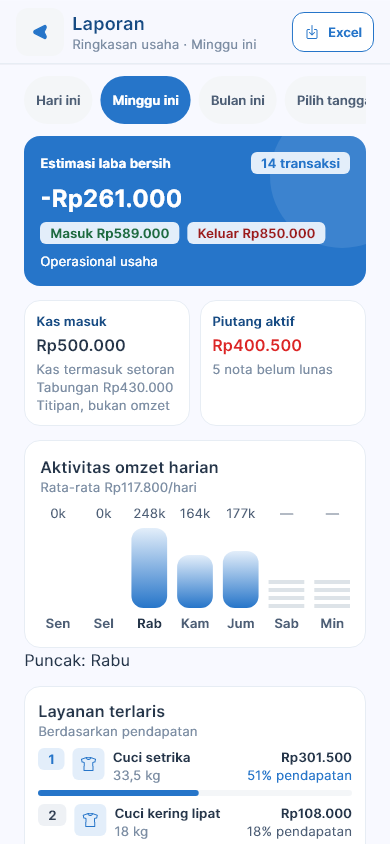 Laporan
Ringkasan usaha · Minggu ini
Excel
Hari ini
Minggu ini
Bulan ini
Pilih tangga
Estimasi laba bersih
14 transaksi
-Rp261.000
Masuk Rp589.000
Keluar Rp850.000
Operasional usaha
Kas masuk
Rp500.000
Kas termasuk setoran
Tabungan Rp430.000
Titipan, bukan omzet
Piutang aktif
Rp400.500
5 nota belum lunas
Aktivitas omzet harian
Rata-rata Rp117.800/hari
0k 0k 248k 164k 177k — —
Sen Sel Rab Kam Jum Sab Min
Puncak: Rabu
Layanan terlaris
Berdasarkan pendapatan
1 Cuci setrika Rp301.500
33,5 kg 51% pendapatan
2 Cuci kering lipat Rp108.000
18 kg 18% pendapatan